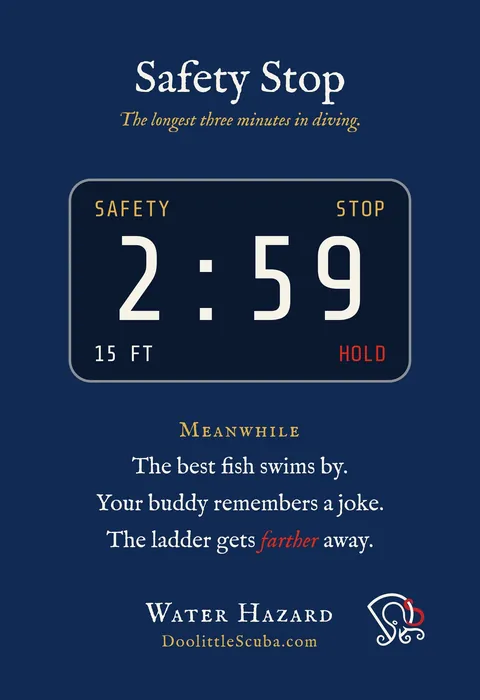 Safety Stop
The longest three minutes in diving.
SAFETY STOP
2:59
15 FT HOLD
Meanwhile
The best fish swims by.
Your buddy remembers a joke.
The ladder gets farther away.
Water Hazard
DoolittleScuba.com